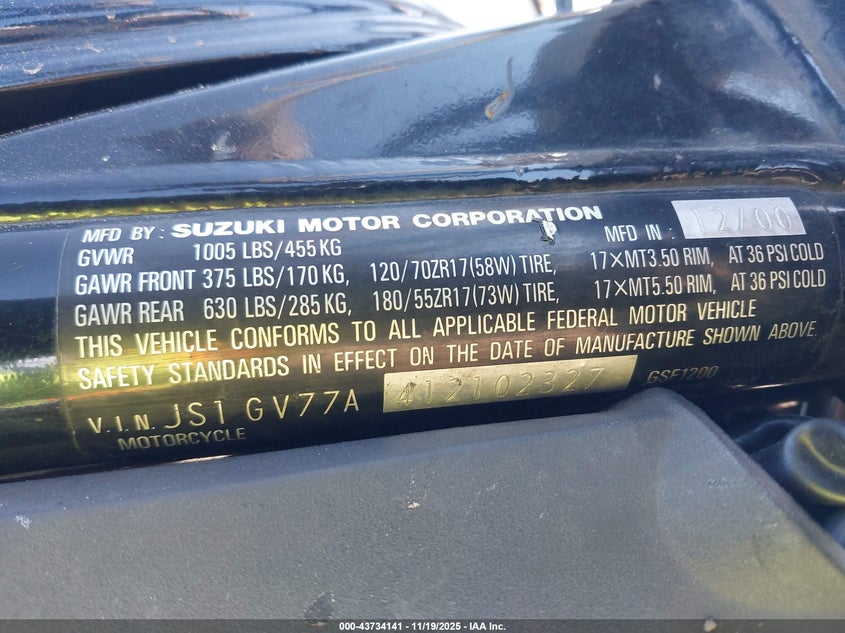 MFD BY : SUZUKI MOTOR CORPORATION MFD IN : 12/00
GVWR 1005 LBS/455 KG
GAWR FRONT 375 LBS/170 KG, 120/70ZR17(58W) TIRE, 17×MT3.50 RIM, AT 36 PSI COLD
GAWR REAR 630 LBS/285 KG, 180/55ZR17(73W) TIRE, 17×MT5.50 RIM, AT 36 PSI COLD
THIS VEHICLE CONFORMS TO ALL APPLICABLE FEDERAL MOTOR VEHICLE
SAFETY STANDARDS IN EFFECT ON THE DATE OF MANUFACTURE SHOWN ABOVE.
V.I.N. JS1GV77A 412102327 GSF1200
MOTORCYCLE
000-43734141 - 11/19/2025 - IAA Inc.